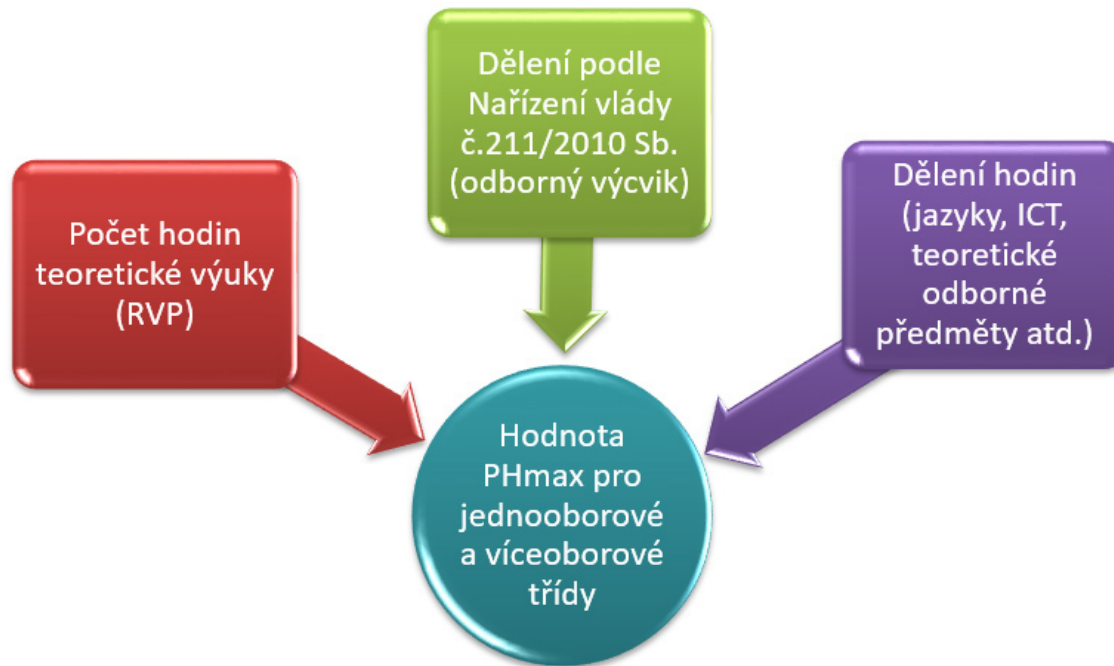 Počet hodin
teoretické výuky
(RVP)
Dělení podle
Nařízení vlády
č.211/2010 Sb.
(odborný výcvik)
Dělení hodin
(jazyky, ICT,
teoretické
odborné
předměty atd.)
Hodnota
PHmax pro
jednooborové
a víceoborové
třídy